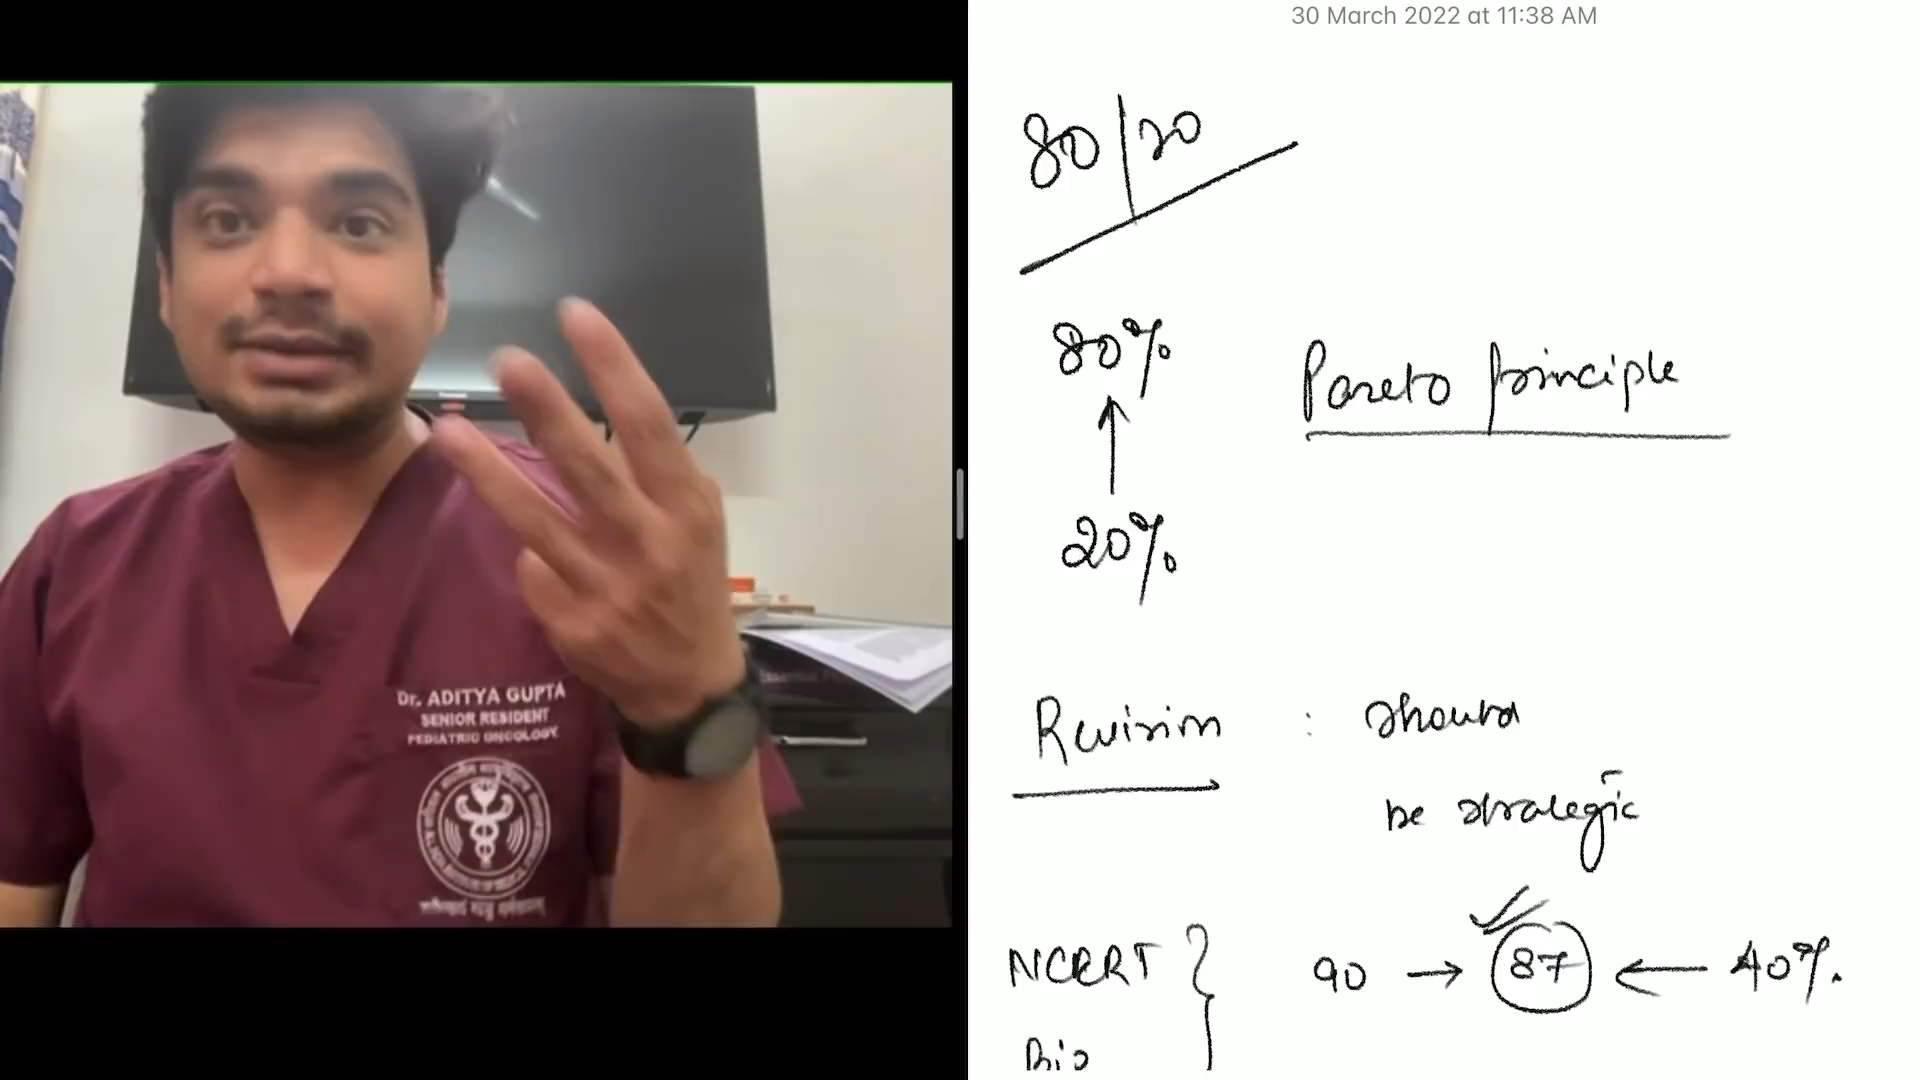 30 March 2022 at 11:38 AM
80/20
80%
Pareto principle
20%
Revision : should
be strategic
NCERT
90 → 87 ← 40%.
Bio
Dr. ADITYA GUPTA
SENIOR RESIDENT
PEDIATRIC ONCOLOGY